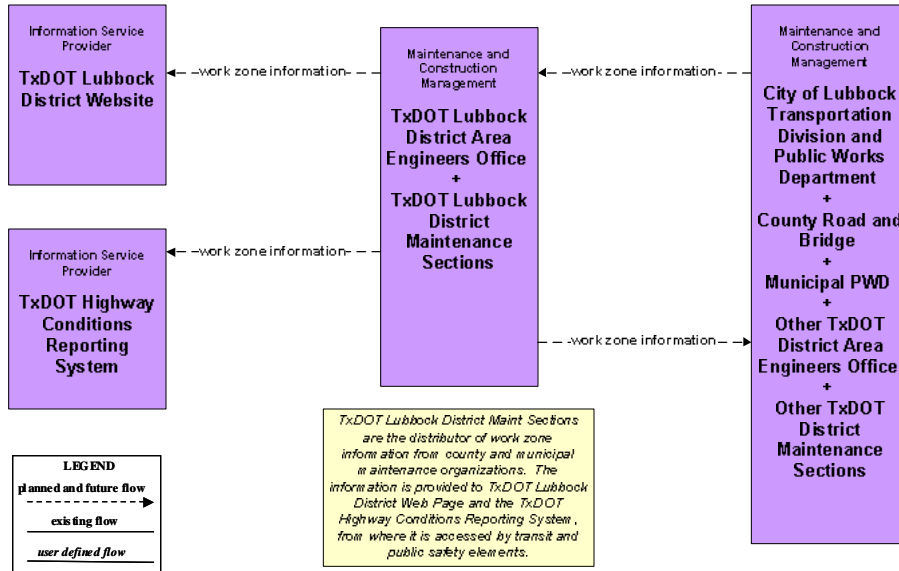 Information Service
Provider
TxDOT Lubbock
District Website
work zone information
Maintenance and
Construction
Management
TxDOT Lubbock
District Area
Engineers Office
+
TxDOT Lubbock
District
Maintenance
Sections
work zone information
Maintenance and
Construction
Management
City of Lubbock
Transportation
Division and
Public Works
Department
+
County Road and
Bridge
+
Municipal PWD
+
Other TxDOT
District Area
Engineers Office
+
Other TxDOT
District
Maintenance
Sections
Information Service
Provider
TxDOT Highway
Conditions
Reporting
System
work zone information
work zone information
TxDOT Lubbock District Maint Sections
are the distributor of work zone
information from county and municipal
maintenance organizations. The
information is provided to TxDOT Lubbock
District Web Page and the TxDOT
Highway Conditions Reporting System,
from where it is accessed by transit and
public safety elements.
LEGEND
planned and future flow
existing flow
user defined flow